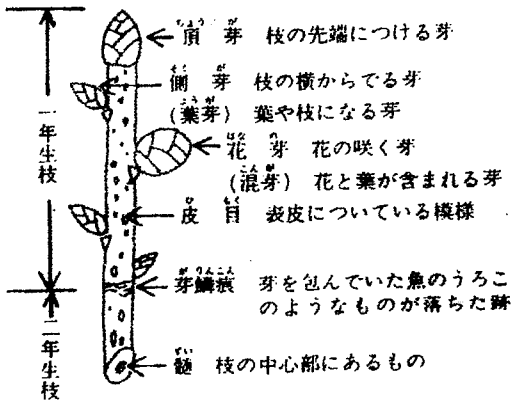 頂芽 枝の先端につける芽
側芽 枝の横からでる芽
(葉芽) 葉や枝になる芽
花芽 花の咲く芽
(混芽) 花と葉が含まれる芽
皮目 表皮についている模様
芽鱗痕 芽を包んでいた魚のうろこ
のようなものが落ちた跡
髄 枝の中心部にあるもの
一年生枝
二年生枝